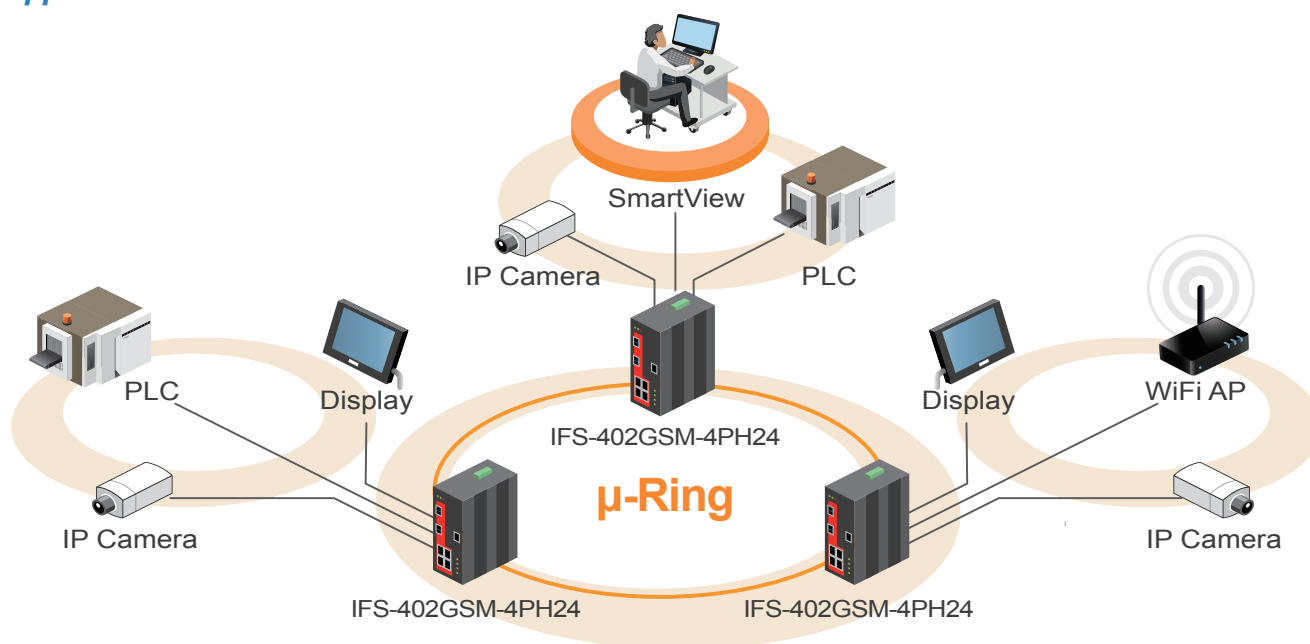 SmartView
IP Camera
PLC
PLC
Display
Display
WiFi AP
IFS-402GSM-4PH24
µ-Ring
IP Camera
IP Camera
IFS-402GSM-4PH24
IFS-402GSM-4PH24